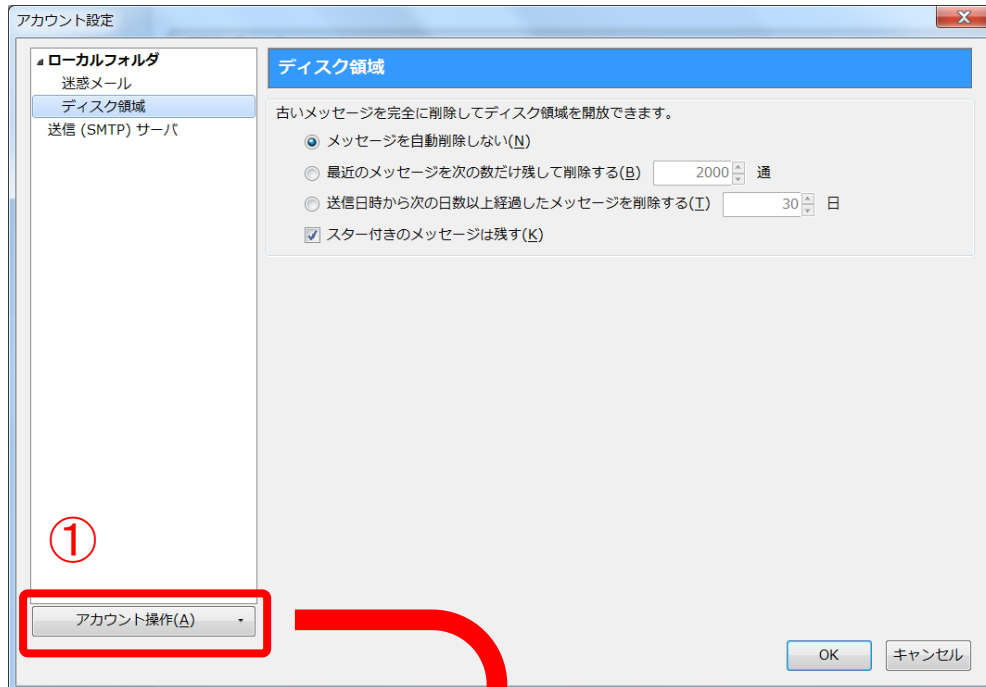 アカウント設定
ローカルフォルダ
迷惑メール
ディスク領域
送信 (SMTP) サーバ
ディスク領域
古いメッセージを完全に削除してディスク領域を開放できます。
メッセージを自動削除しない(N)
最近のメッセージを次の数だけ残して削除する(B) 2000 通
送信日時から次の日数以上経過したメッセージを削除する(T) 30 日
スター付きのメッセージは残す(K)
①
アカウント操作(A)
OK キャンセル